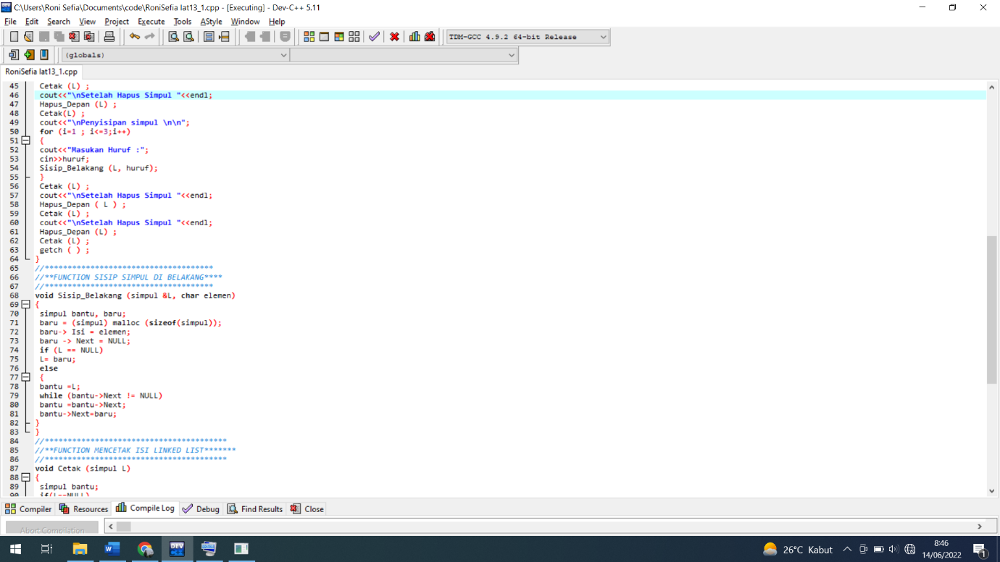 C:\Users\Roni Sefia\Documents\code\RoniSefia lat13_1.cpp - [Executing] - Dev-C++ 5.11
File Edit Search View Project Execute Tools AStyle Window Help
TDM-GCC 4.9.2 64-bit Release
(globals)
RoniSefia lat13_1.cpp
45 Cetak (L) ;
46 cout<<"\nSetelah Hapus Simpul "<<endl;
47 Hapus_Depan (L) ;
48 Cetak(L) ;
49 cout<<"\nPenyisipan simpul \n\n";
50 for (i=1 ; i<=3;i++)
51 {
52 cout<<"Masukan Huruf :";
53 cin>>huruf;
54 Sisip_Belakang (L, huruf);
55 }
56 Cetak (L) ;
57 cout<<"\nSetelah Hapus Simpul "<<endl;
58 Hapus_Depan ( L ) ;
59 Cetak (L) ;
60 cout<<"\nSetelah Hapus Simpul "<<endl;
61 Hapus_Depan (L) ;
62 Cetak (L) ;
63 getch ( ) ;
64 }
65 //*************************************
66 //**FUNCTION SISIP SIMPUL DI BELAKANG****
67 //*************************************
68 void Sisip_Belakang (simpul &L, char elemen)
69 {
70 simpul bantu, baru;
71 baru = (simpul) malloc (sizeof(simpul));
72 baru-> Isi = elemen;
73 baru -> Next = NULL;
74 if (L == NULL)
75 L= baru;
76 else
77 {
78 bantu =L;
79 while (bantu->Next != NULL)
80 bantu =bantu->Next;
81 bantu->Next=baru;
82 }
83 }
84 //****************************************
85 //**FUNCTION MENCETAK ISI LINKED LIST*******
86 //****************************************
87 void Cetak (simpul L)
88 {
89 simpul bantu;
90 if(L==NULL)
Compiler Resources Compile Log Debug Find Results Close
Abort Compilation
26°C Kabut
8:46
14/06/2022
1